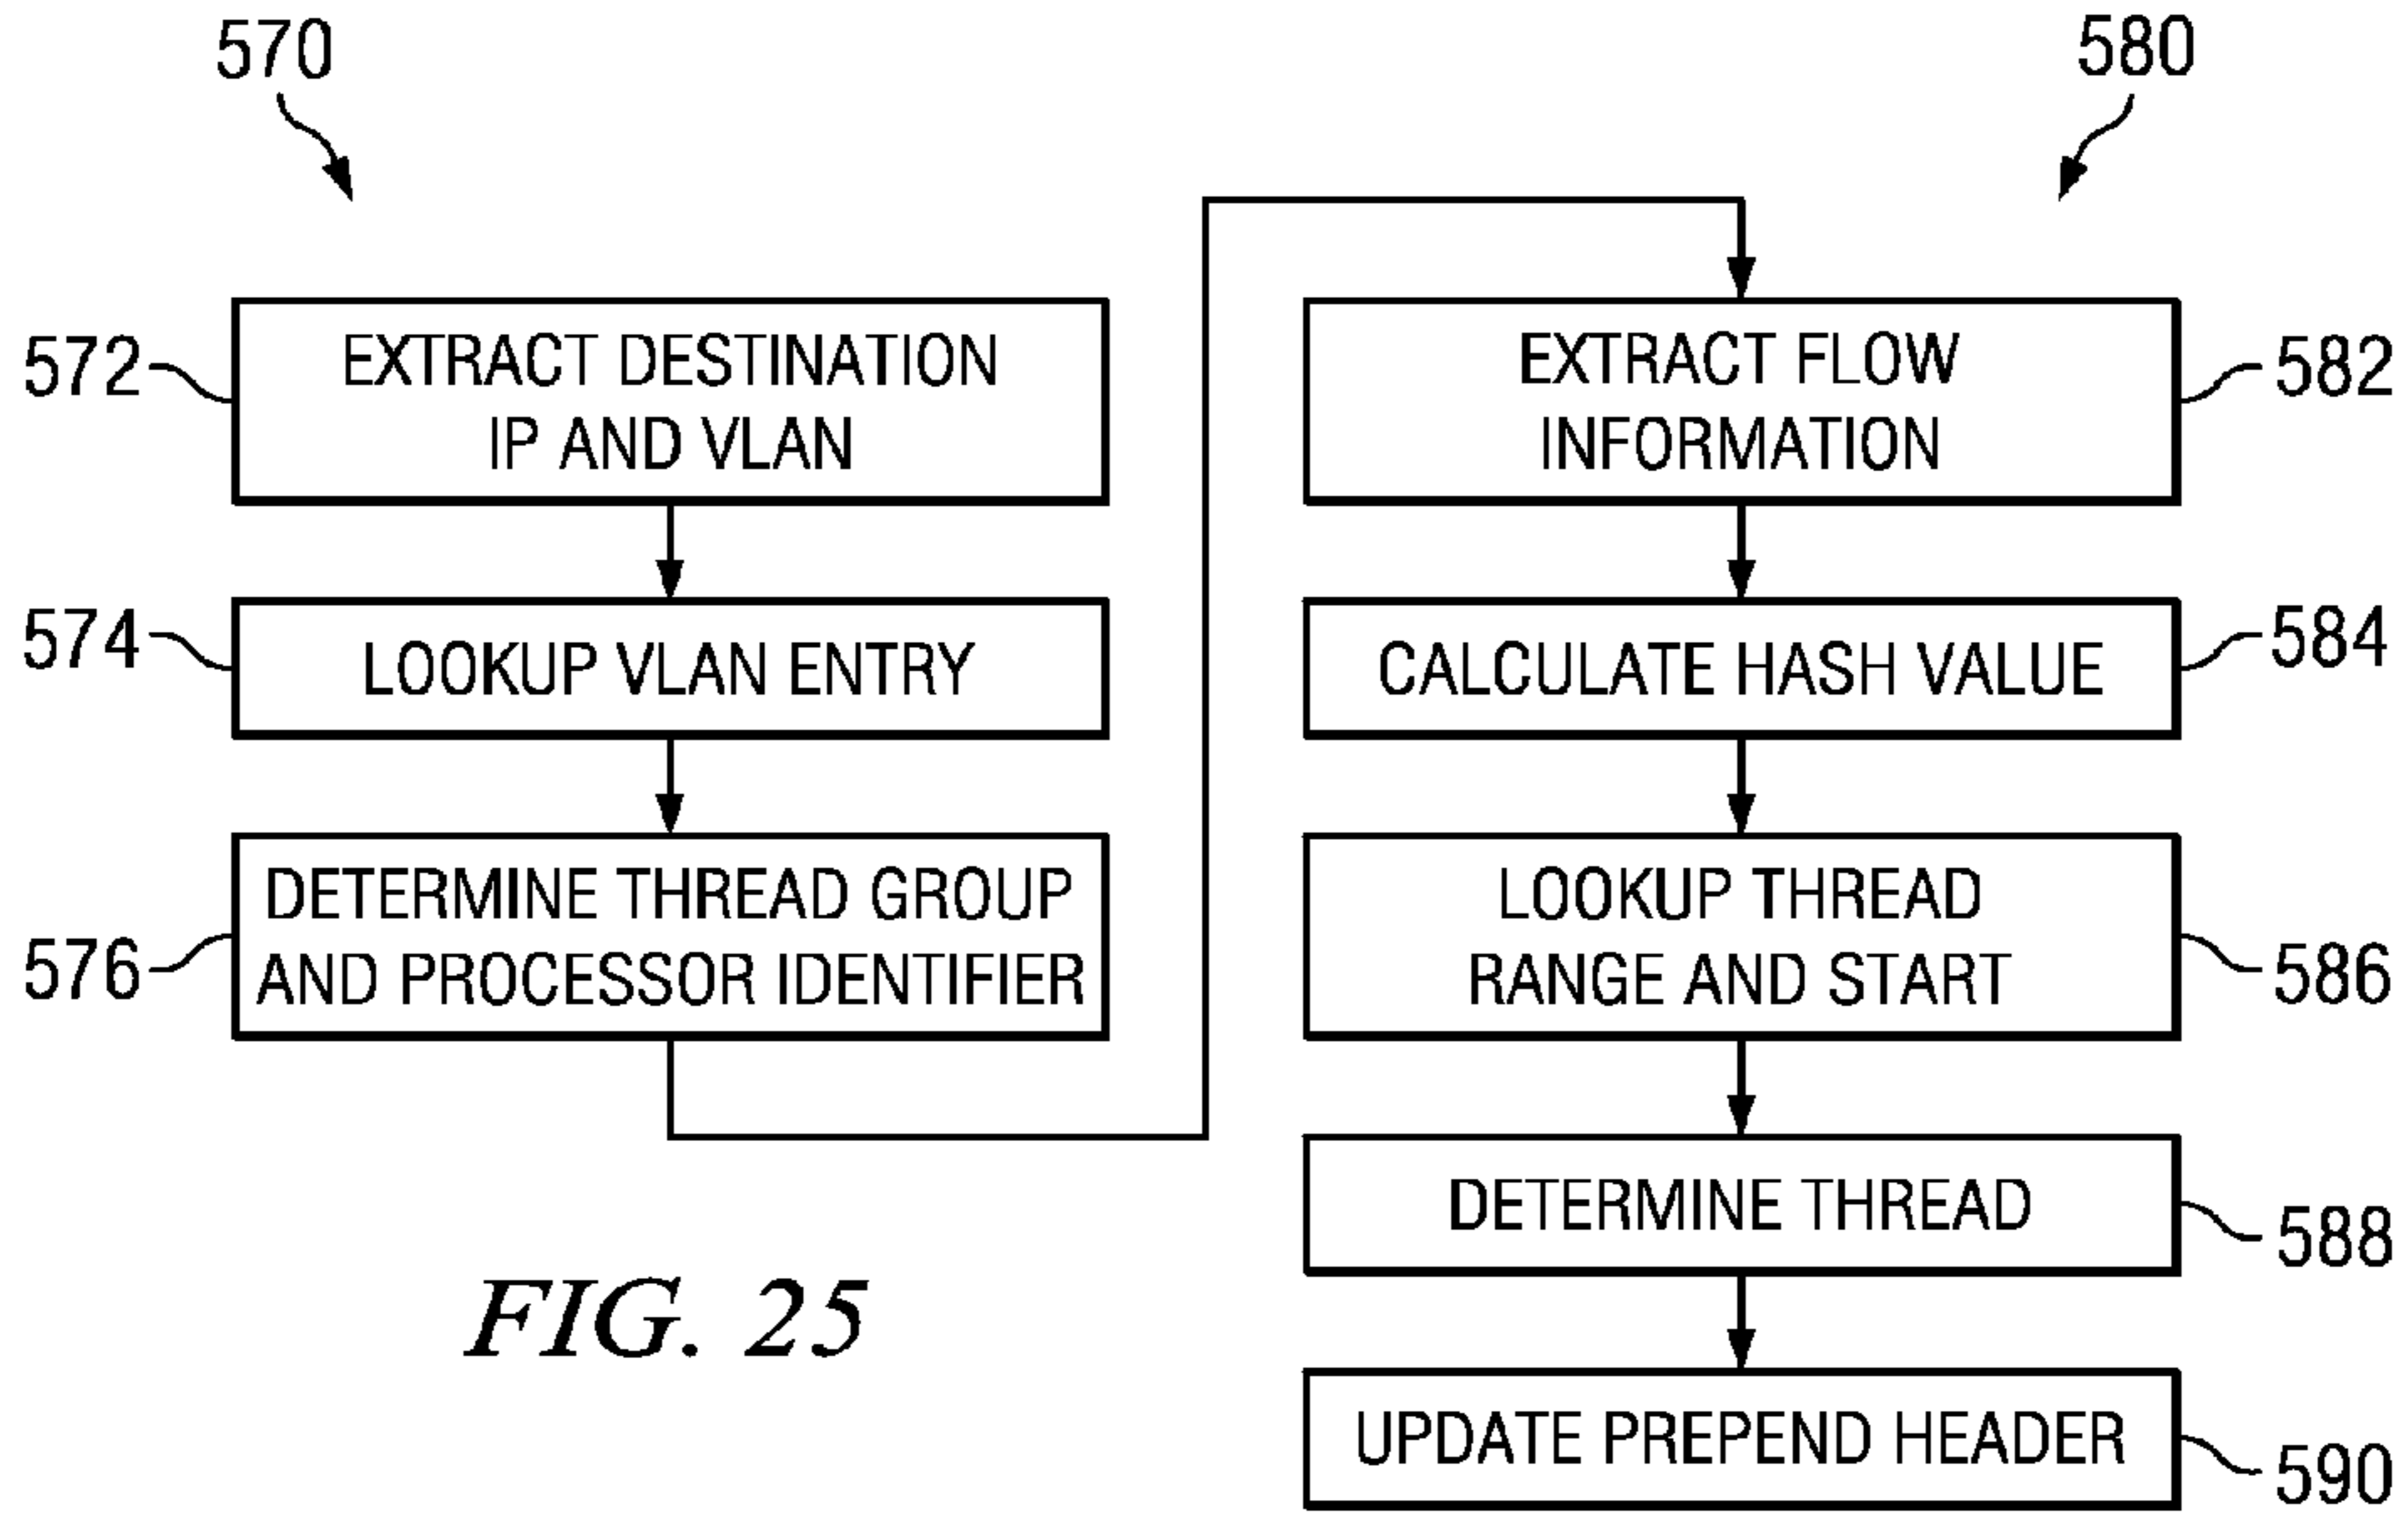 570
572
EXTRACT DESTINATION
IP AND VLAN
574
LOOKUP VLAN ENTRY
576
DETERMINE THREAD GROUP
AND PROCESSOR IDENTIFIER
580
EXTRACT FLOW
INFORMATION
582
CALCULATE HASH VALUE
584
LOOKUP THREAD
RANGE AND START
586
DETERMINE THREAD
588
UPDATE PREPEND HEADER
590
FIG. 25